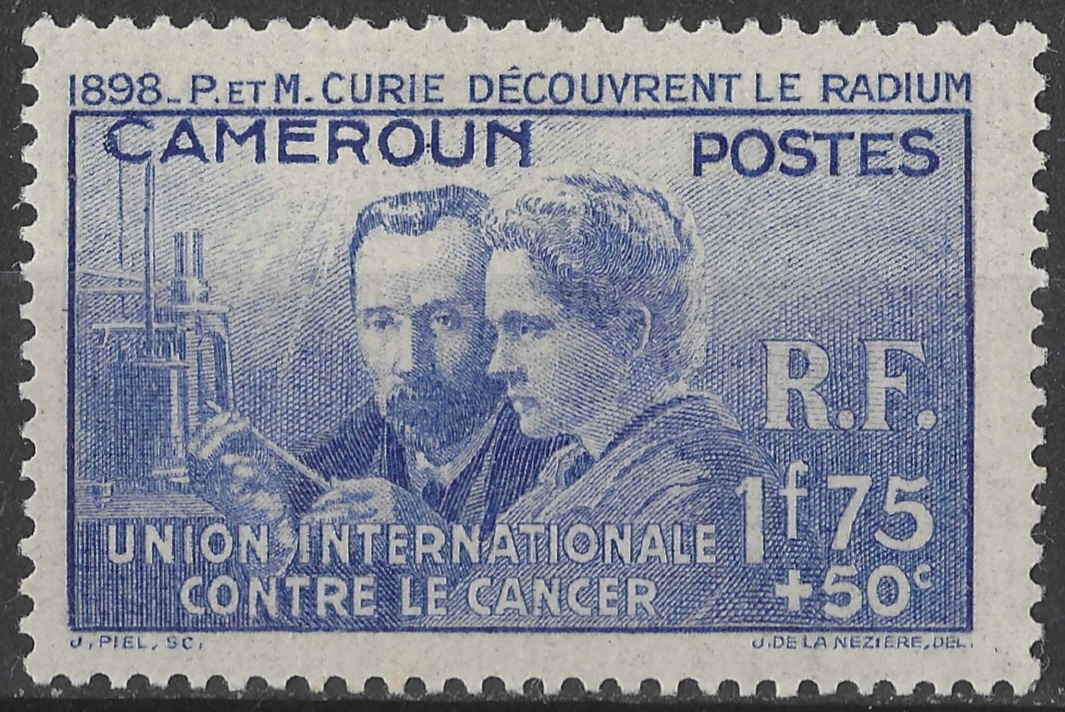 1898_P. ET M. CURIE DÉCOUVRENT LE RADIUM
CAMEROUN POSTES
R.F.
1f75
+50c
UNION INTERNATIONALE
CONTRE LE CANCER
J. PIEL, SC. J. DE LA NEZIÈRE, DEL.